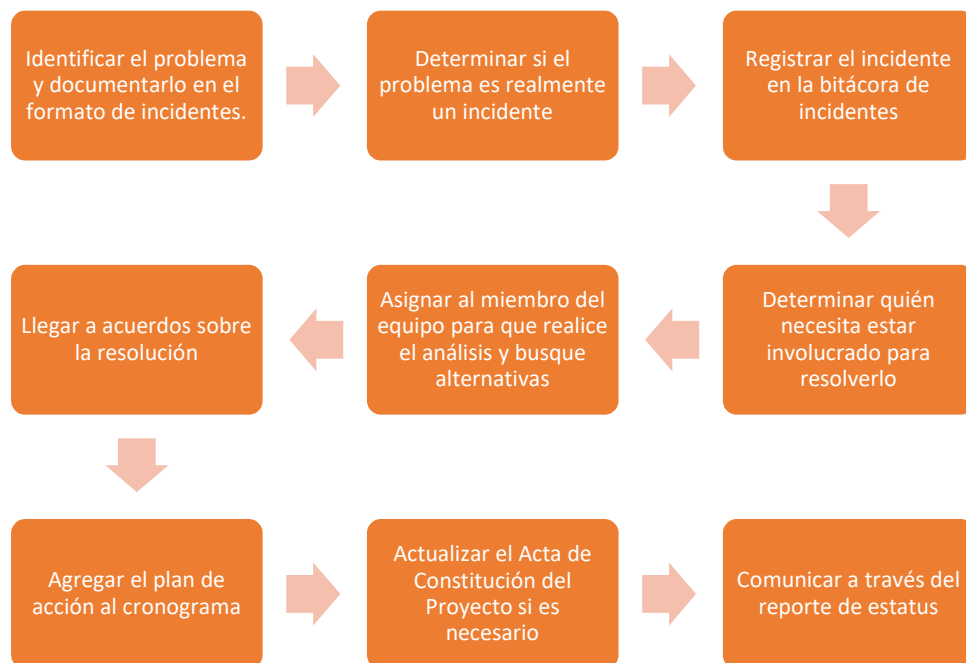 Identificar el problema
y documentarlo en el
formato de incidentes.
Determinar si el
problema es realmente
un incidente
Registrar el incidente
en la bitácora de
incidentes
Determinar quién
necesita estar
involucrado para
resolverlo
Asignar al miembro del
equipo para que realice
el análisis y busque
alternativas
Llegar a acuerdos sobre
la resolución
Agregar el plan de
acción al cronograma
Actualizar el Acta de
Constitución del
Proyecto si es
necesario
Comunicar a través del
reporte de estatus